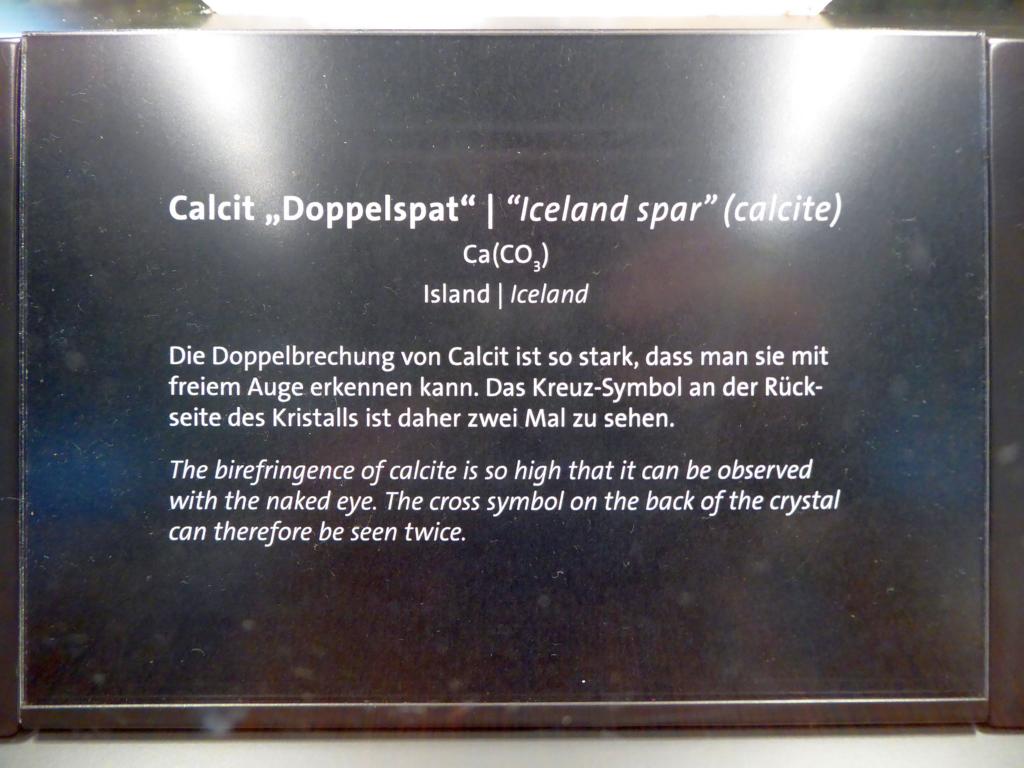 Calcit „Doppelspat“ | “Iceland spar” (calcite)
Ca(CO₃)
Island | Iceland
Die Doppelbrechung von Calcit ist so stark, dass man sie mit
freiem Auge erkennen kann. Das Kreuz-Symbol an der Rück-
seite des Kristalls ist daher zwei Mal zu sehen.
The birefringence of calcite is so high that it can be observed
with the naked eye. The cross symbol on the back of the crystal
can therefore be seen twice.